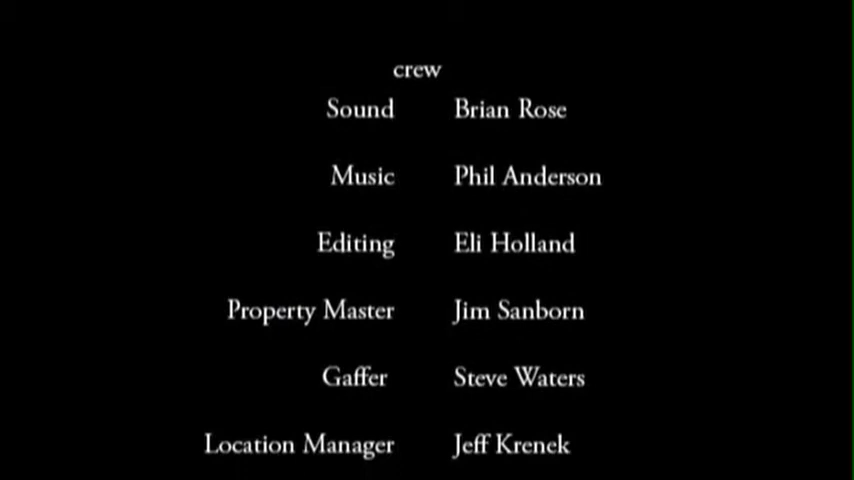 crew
Sound Brian Rose
Music Phil Anderson
Editing Eli Holland
Property Master Jim Sanborn
Gaffer Steve Waters
Location Manager Jeff Krenek